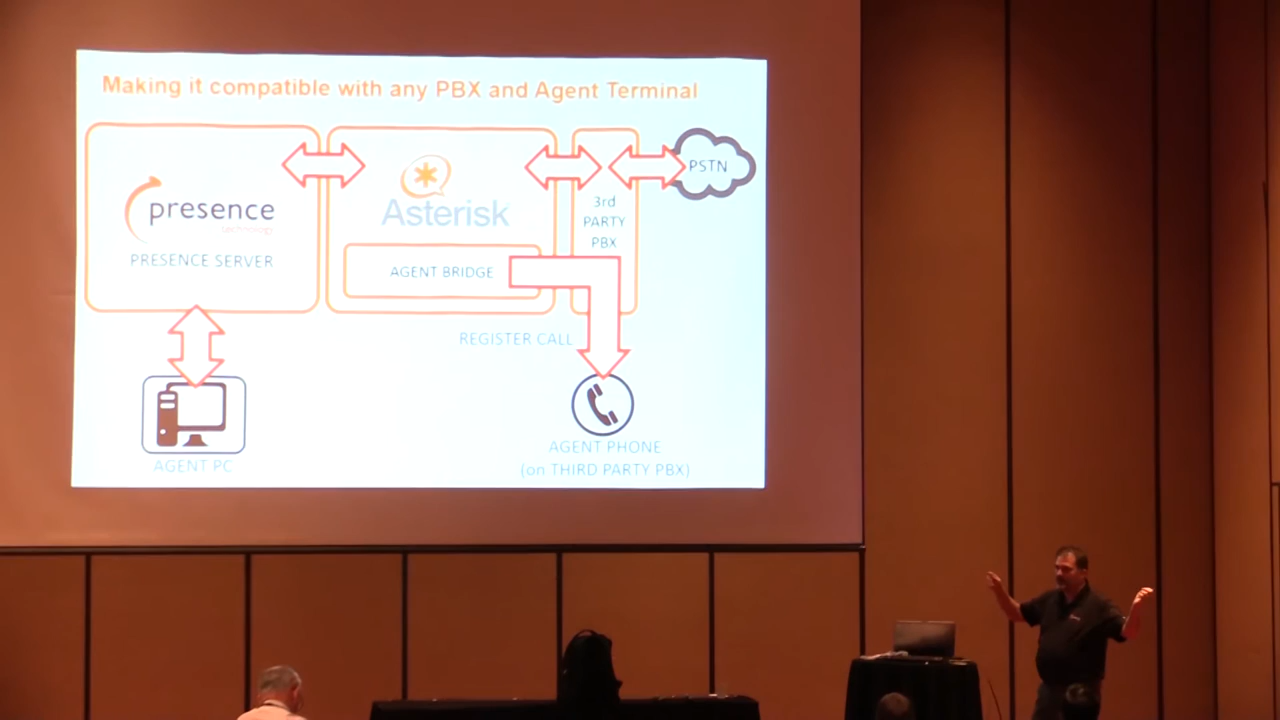 Making it compatible with any PBX and Agent Terminal
presence
technology
PRESENCE SERVER
Asterisk
AGENT BRIDGE
3rd
PARTY
PBX
PSTN
REGISTER CALL
AGENT PC
AGENT PHONE
(on THIRD PARTY PBX)